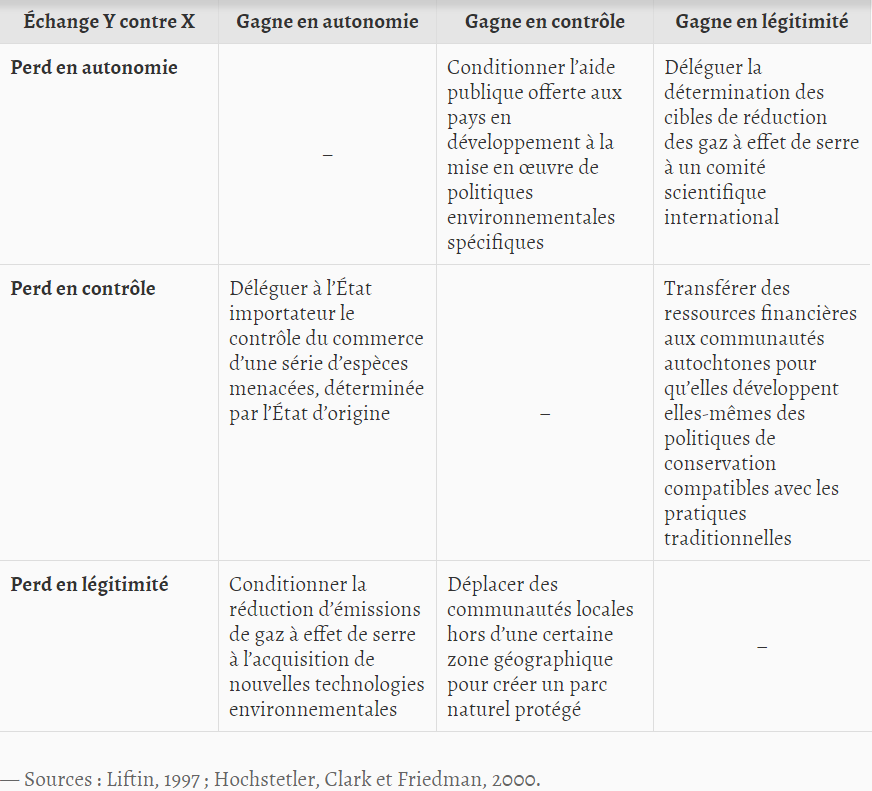 Échange Y contre X
Gagne en autonomie
Gagne en contrôle
Gagne en légitimité
Perd en autonomie
–
Conditionner l’aide
publique offerte aux
pays en
développement à la
mise en œuvre de
politiques
environnementales
spécifiques
Déléguer la
détermination des
cibles de réduction
des gaz à effet de serre
à un comité
scientifique
international
Perd en contrôle
Déléguer à l’État
importateur le
contrôle du commerce
d’une série d’espèces
menacées, déterminée
par l’État d’origine
–
Transférer des
ressources financières
aux communautés
autochtones pour
qu’elles développent
elles-mêmes des
politiques de
conservation
compatibles avec les
pratiques
traditionnelles
Perd en légitimité
Conditionner la
réduction d’émissions
de gaz à effet de serre
à l’acquisition de
nouvelles technologies
environnementales
Déplacer des
communautés locales
hors d’une certaine
zone géographique
pour créer un parc
naturel protégé
–
— Sources : Liftin, 1997 ; Hochstetler, Clark et Friedman, 2000.